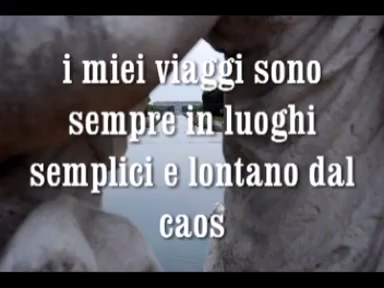 i miei viaggi sono
sempre in luoghi
semplici e lontano dal
caos